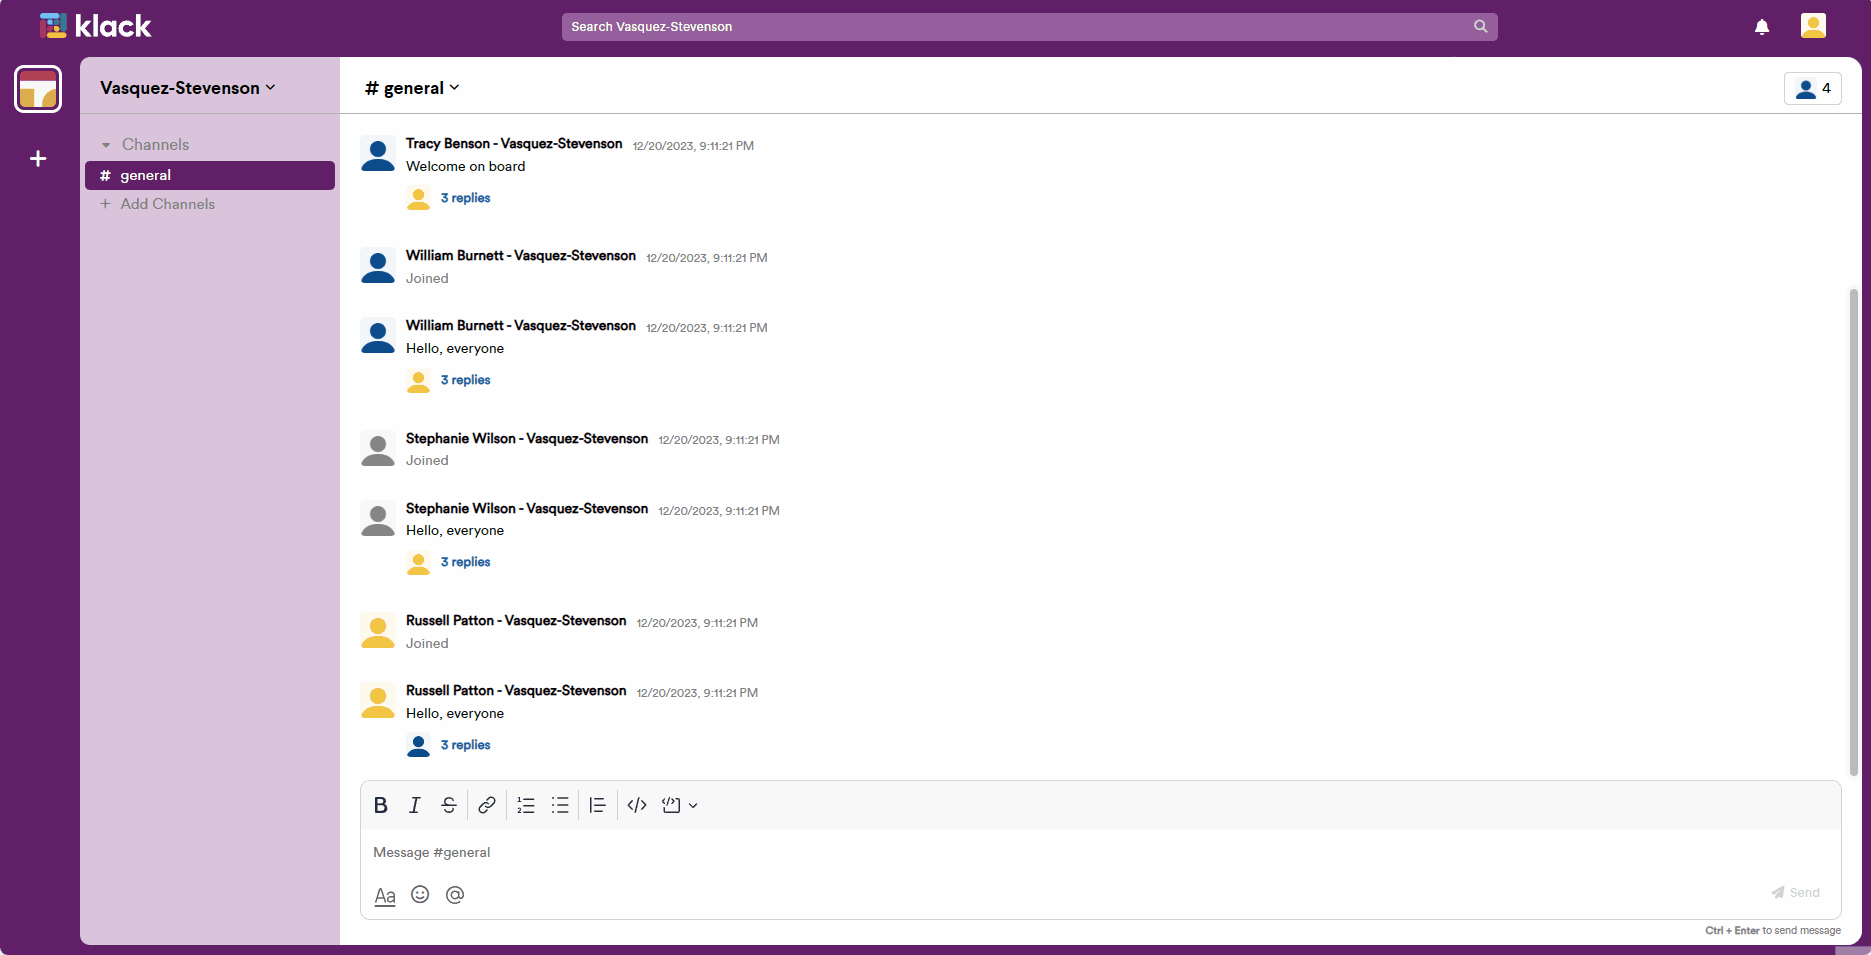 klack
Search Vasquez-Stevenson
Vasquez-Stevenson
# general
4
Channels
# general
+ Add Channels
Tracy Benson - Vasquez-Stevenson 12/20/2023, 9:11:21 PM
Welcome on board
3 replies
William Burnett - Vasquez-Stevenson 12/20/2023, 9:11:21 PM
Joined
William Burnett - Vasquez-Stevenson 12/20/2023, 9:11:21 PM
Hello, everyone
3 replies
Stephanie Wilson - Vasquez-Stevenson 12/20/2023, 9:11:21 PM
Joined
Stephanie Wilson - Vasquez-Stevenson 12/20/2023, 9:11:21 PM
Hello, everyone
3 replies
Russell Patton - Vasquez-Stevenson 12/20/2023, 9:11:21 PM
Joined
Russell Patton - Vasquez-Stevenson 12/20/2023, 9:11:21 PM
Hello, everyone
3 replies
B I S
Message #general
Aa @
Send
Ctrl + Enter to send message